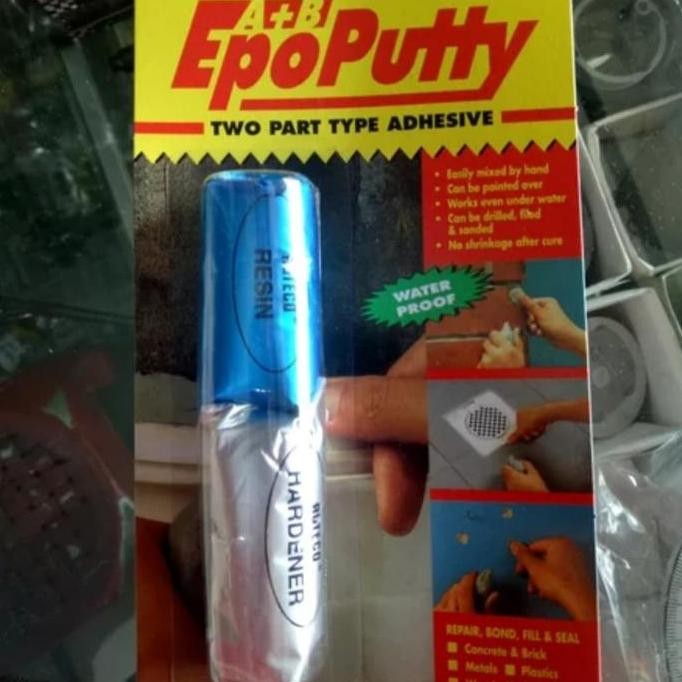 A+B
EpoPutty
TWO PART TYPE ADHESIVE
• Easily mixed by hand
• Can be painted over
• Works even under water
• Can be drilled, filed
& sanded
• No shrinkage after cure
WATER
PROOF
ALTECO
RESIN
ALTECO
HARDENER
REPAIR, BOND, FILL & SEAL
Concrete & Brick
Metals
Plastics